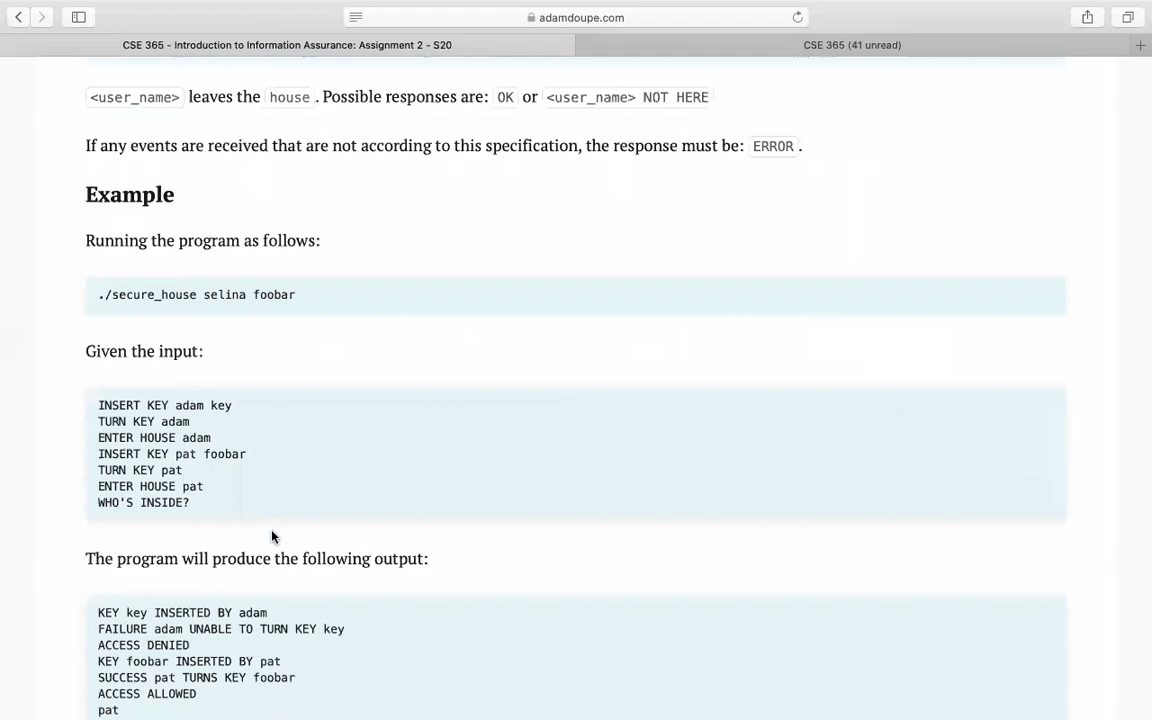 adamdoupe.com
CSE 365 - Introduction to Information Assurance: Assignment 2 - S20
CSE 365 (41 unread)
<user_name> leaves the house. Possible responses are: OK or <user_name> NOT HERE
If any events are received that are not according to this specification, the response must be: ERROR.
Example
Running the program as follows:
./secure_house selina foobar
Given the input:
INSERT KEY adam key
TURN KEY adam
ENTER HOUSE adam
INSERT KEY pat foobar
TURN KEY pat
ENTER HOUSE pat
WHO'S INSIDE?
The program will produce the following output:
KEY key INSERTED BY adam
FAILURE adam UNABLE TO TURN KEY key
ACCESS DENIED
KEY foobar INSERTED BY pat
SUCCESS pat TURNS KEY foobar
ACCESS ALLOWED
pat